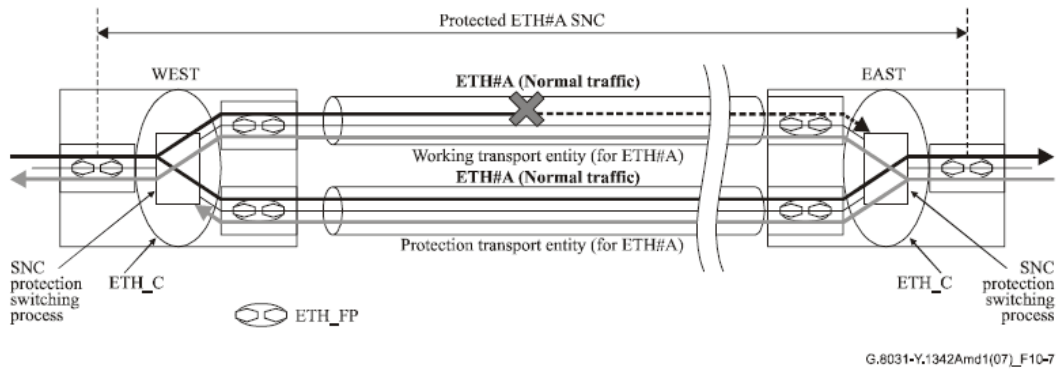 Protected ETH#A SNC
WEST
EAST
ETH#A (Normal traffic)
Working transport entity (for ETH#A)
ETH#A (Normal traffic)
Protection transport entity (for ETH#A)
SNC
protection
switching
process
ETH_C
ETH_FP
ETH_C
SNC
protection
switching
process
G.8031-Y.1342Amd1(07)_F10-7